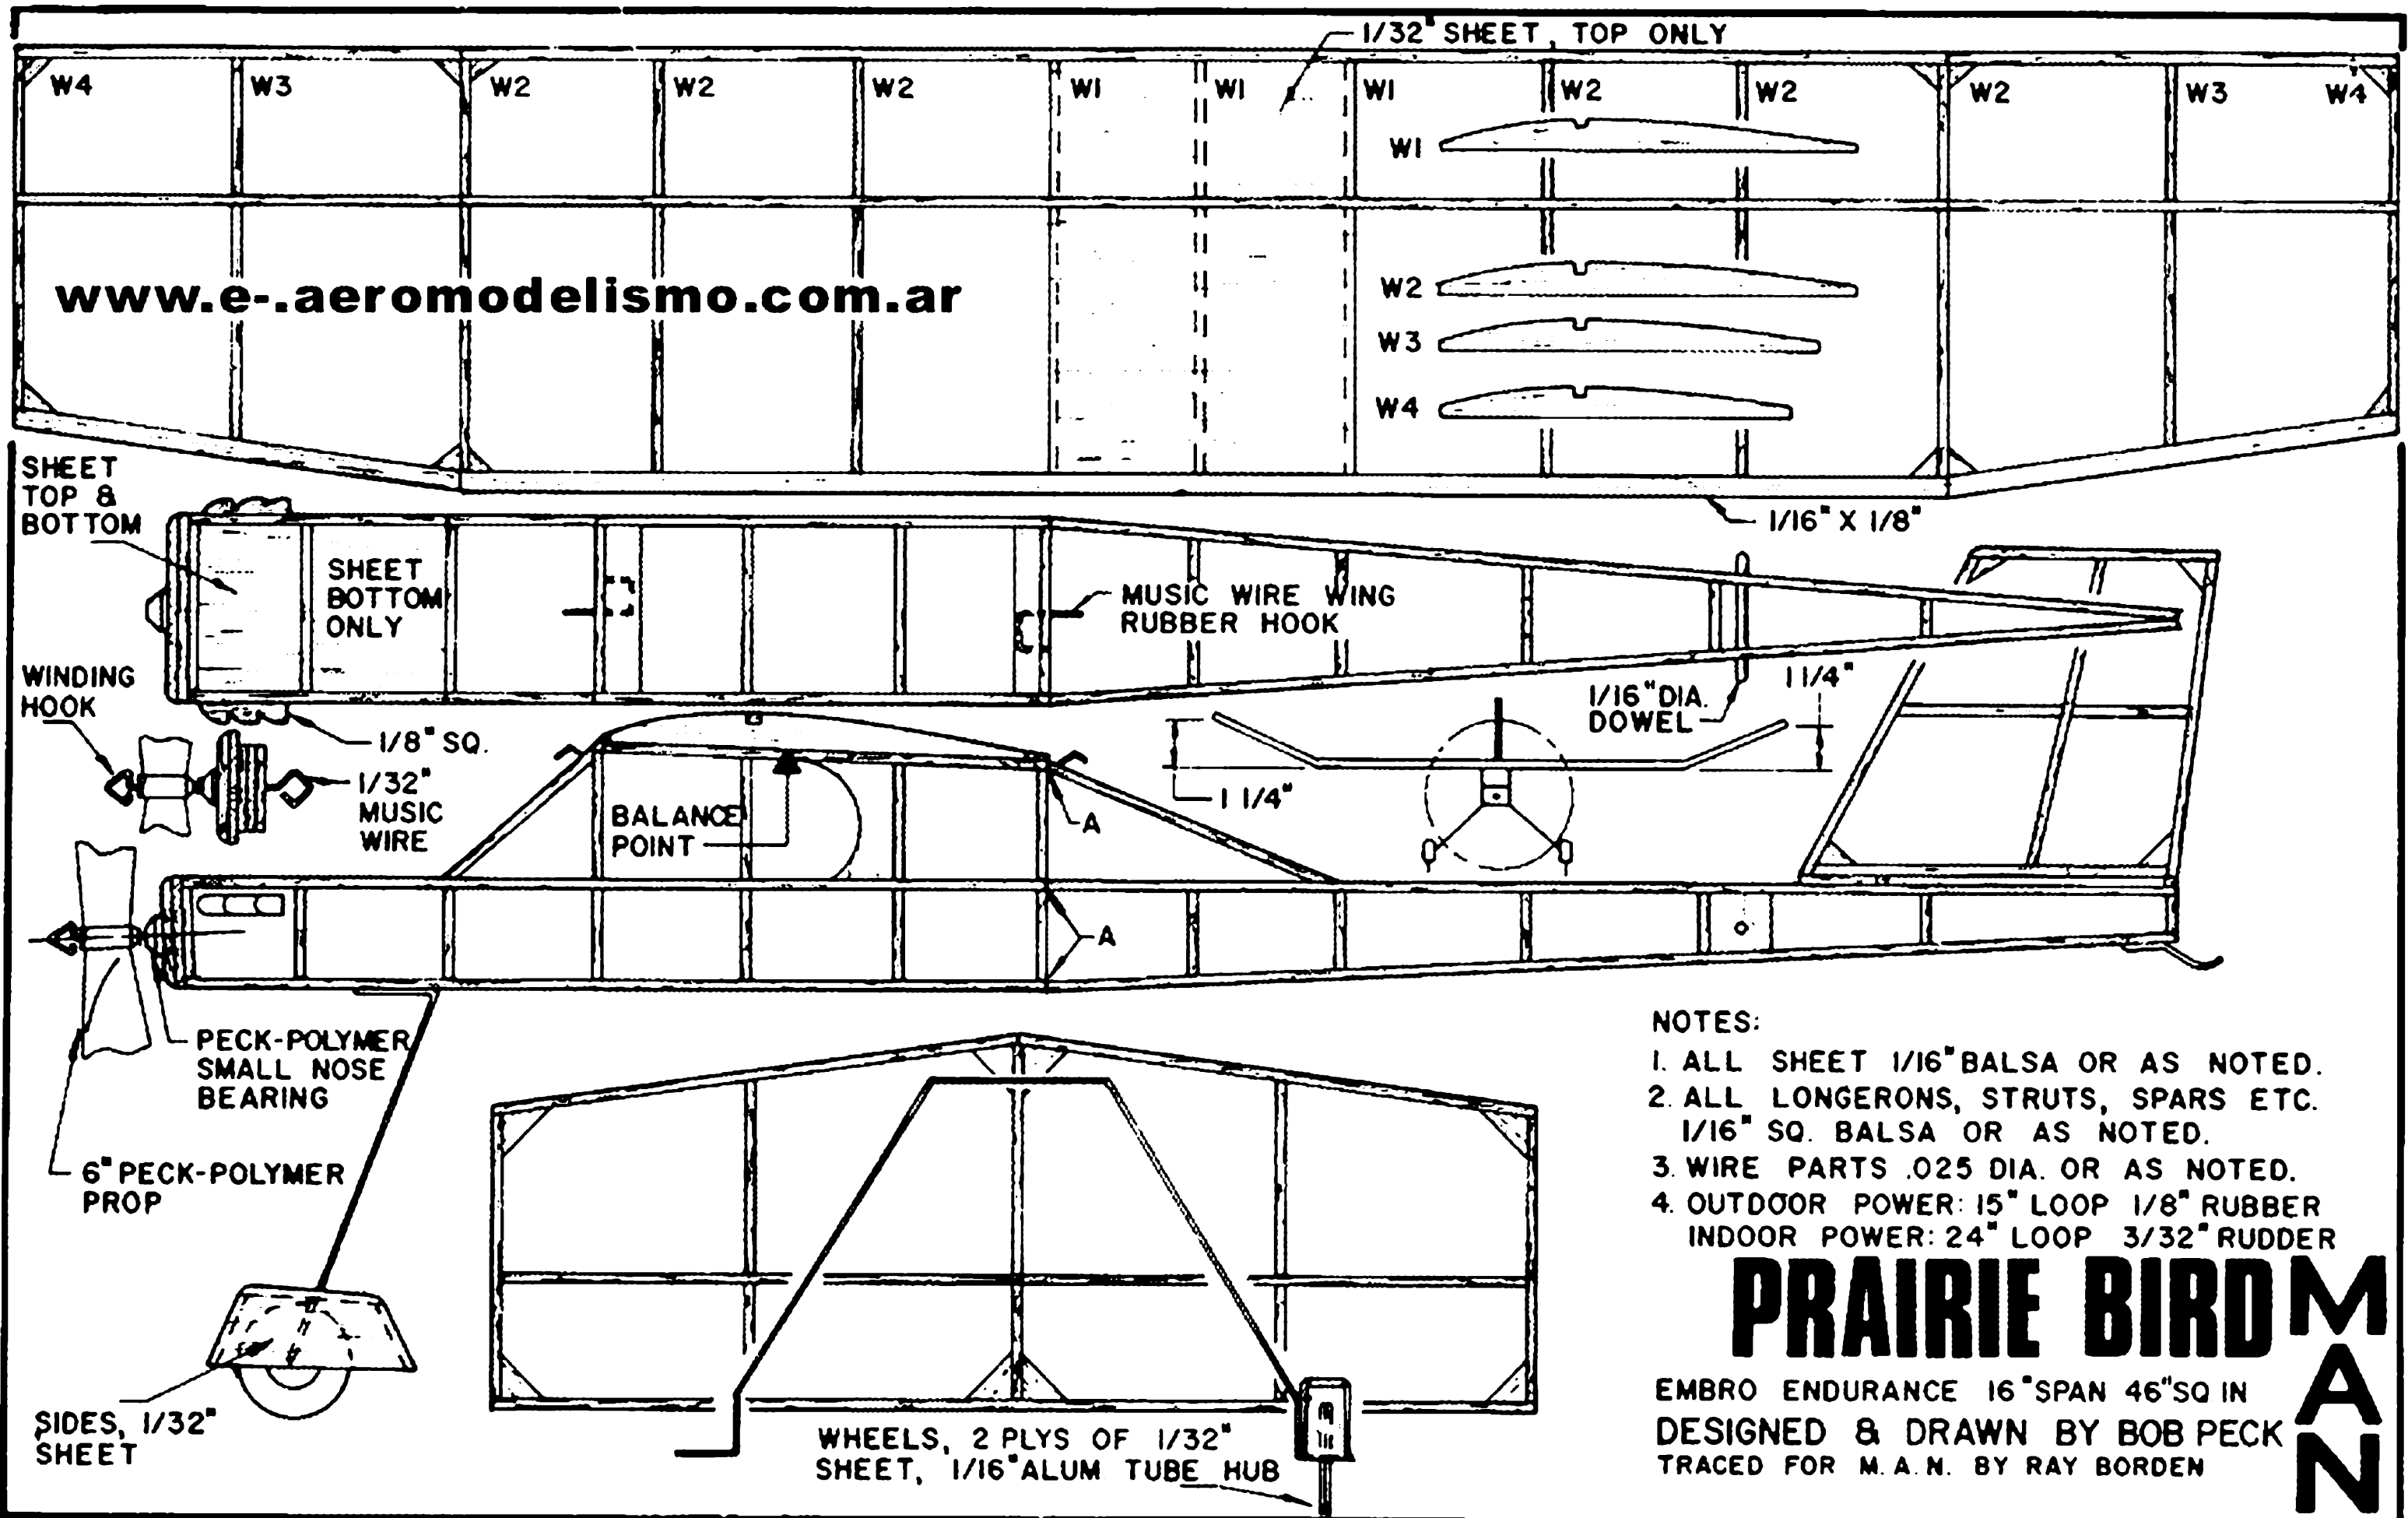 1/32" SHEET, TOP ONLY
W4 W3 W2 W2 W2 W1 W1 W1 W2 W2 W2 W3 W4
W1
www.e-.aeromodelismo.com.ar
W2
W3
W4
SHEET
TOP &
BOTTOM
1/16" X 1/8"
SHEET
BOTTOM
ONLY
MUSIC WIRE WING
RUBBER HOOK
WINDING
HOOK
1/8" SQ.
1/16" DIA.
DOWEL
1 1/4"
1/32"
MUSIC
WIRE
1 1/4"
BALANCE
POINT
A
A
PECK-POLYMER
SMALL NOSE
BEARING
6" PECK-POLYMER
PROP
SIDES, 1/32"
SHEET
WHEELS, 2 PLYS OF 1/32"
SHEET, 1/16" ALUM TUBE HUB
NOTES:
1. ALL SHEET 1/16" BALSA OR AS NOTED.
2. ALL LONGERONS, STRUTS, SPARS ETC.
1/16" SQ. BALSA OR AS NOTED.
3. WIRE PARTS .025 DIA. OR AS NOTED.
4. OUTDOOR POWER: 15" LOOP 1/8" RUBBER
INDOOR POWER: 24" LOOP 3/32" RUDDER
PRAIRIE BIRD
EMBRO ENDURANCE 16" SPAN 46" SQ IN
DESIGNED & DRAWN BY BOB PECK
TRACED FOR M.A.N. BY RAY BORDEN
MAN